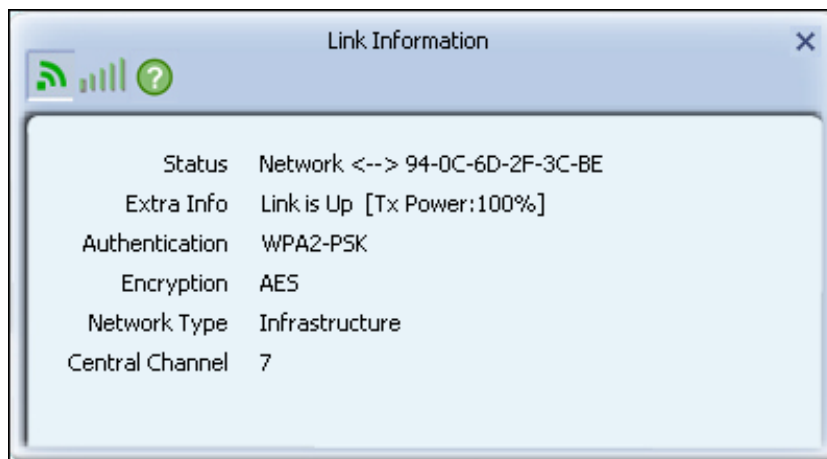 Link Information
Status Network <--> 94-0C-6D-2F-3C-BE
Extra Info Link is Up [Tx Power:100%]
Authentication WPA2-PSK
Encryption AES
Network Type Infrastructure
Central Channel 7